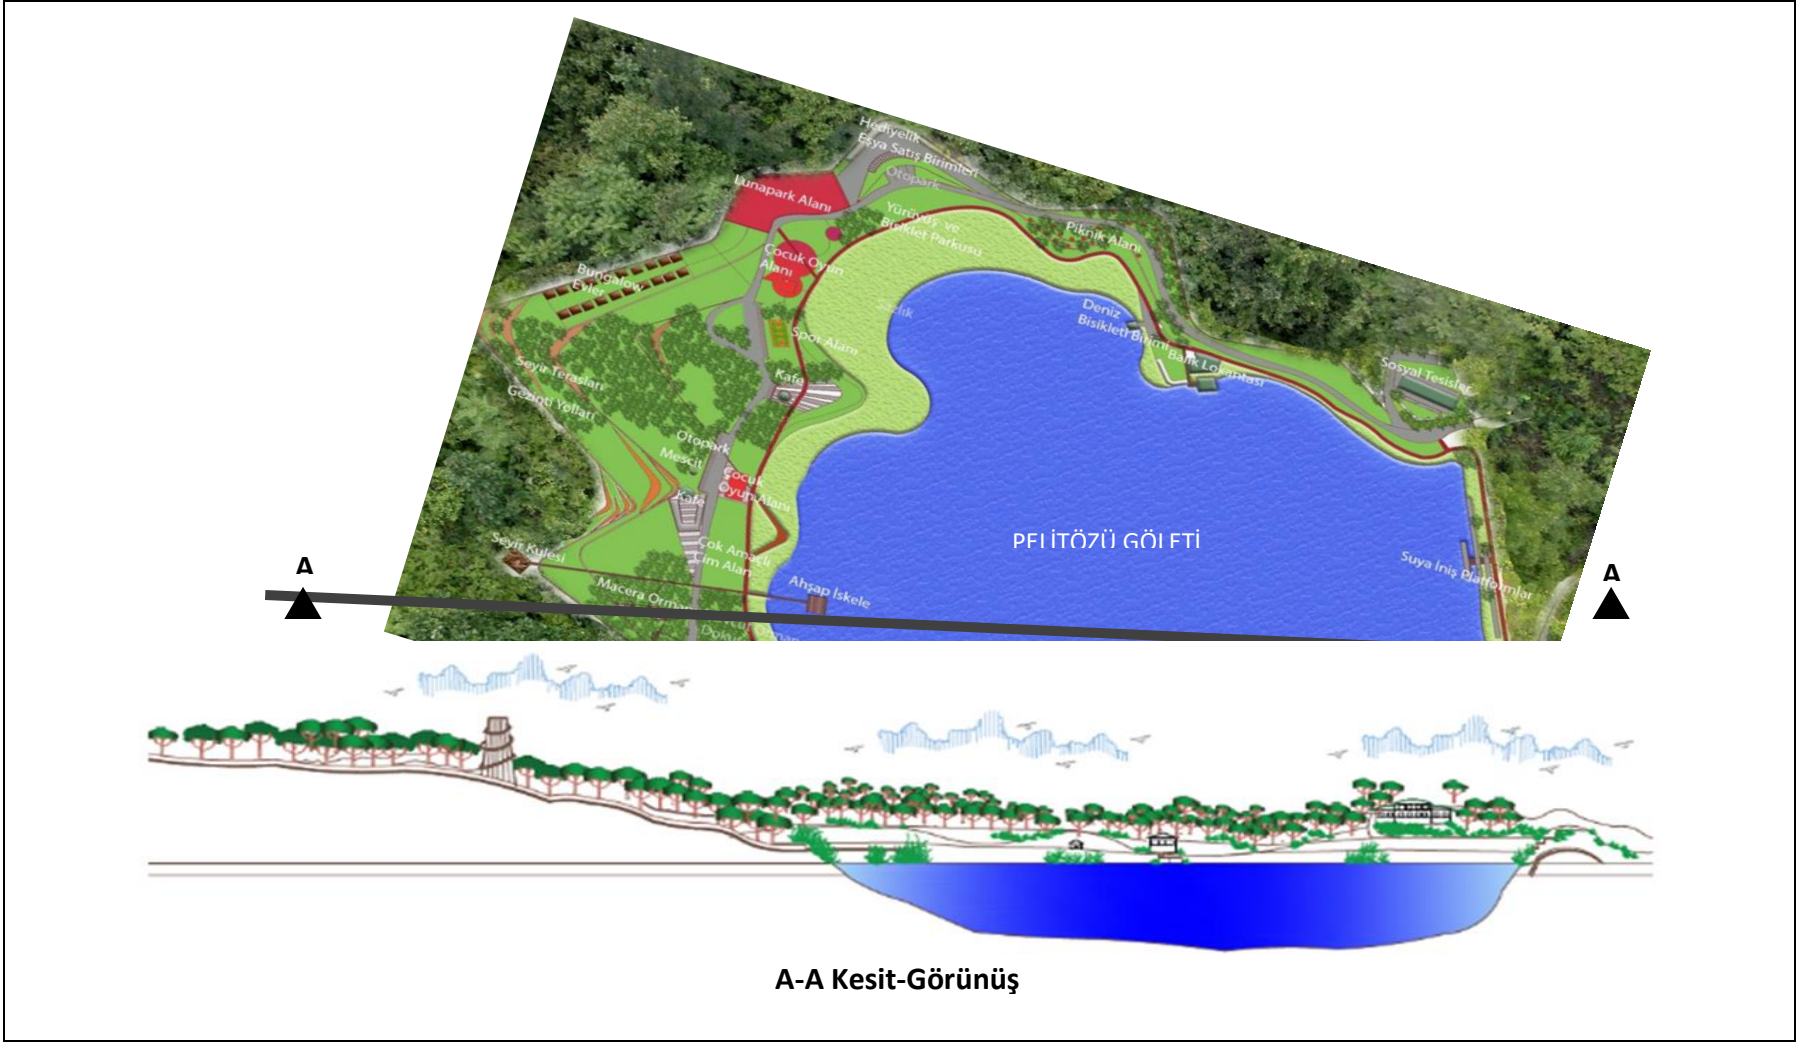 Hediyelik
Eşya Satış Birimleri
Otopark
Lunapark Alanı
Yürüyüş ve
Bisiklet Parkuru
Piknik Alanı
Çocuk Oyun
Alanı
Bungalow
Evler
Sazlık
Deniz
Bisikleti Birimi
Spor Alanı
Balık Lokantası
Sosyal Tesisler
Seyir Terasları
Kafe
Gezinti Yolları
Otopark
Mescit
Çocuk
Oyun Alanı
Kafe
PELİTÖZÜ GÖLETİ
Seyir Kulesi
Çok Amaçlı
Çim Alan
Suya İniş Platformlar
A
A
Ahşap İskele
Macera Orman
A-A Kesit-Görünüş